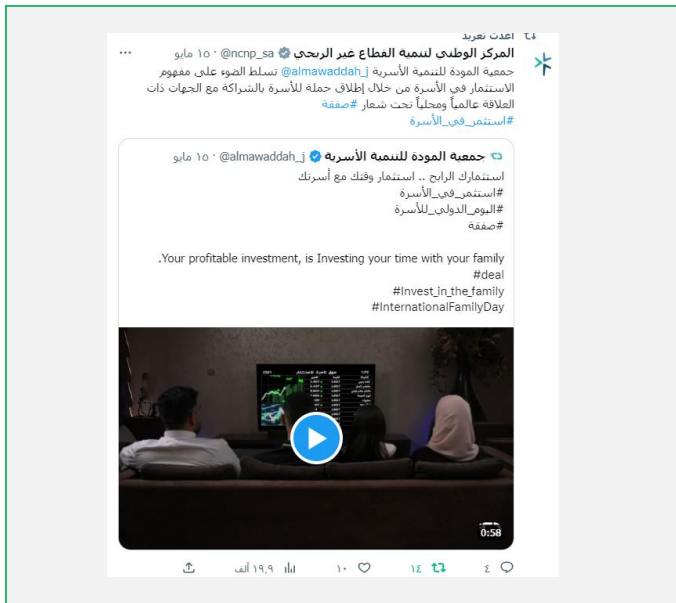 أعدت تغريد
المركز الوطني لتنمية القطاع غير الربحي @ncnp_sa · ١٥ مايو
جمعية المودة للتنمية الأسرية @almawaddah_j تسلط الضوء على مفهوم
الاستثمار في الأسرة من خلال إطلاق حملة للأسرة بالشراكة مع الجهات ذات
العلاقة عالمياً ومحلياً تحت شعار #صفقة
#استثمر_في_الأسرة
جمعية المودة للتنمية الأسرية @almawaddah_j · ١٥ مايو
استثمارك الرابح .. استثمار وقتك مع أسرتك
#استثمر_في_الأسرة
#اليوم_الدولي_للأسرة
#صفقة
.Your profitable investment, is Investing your time with your family
#deal
#Invest_in_the_family
#InternationalFamilyDay
0:58
٤ ١٤ ١٠ ١٩,٩ ألف